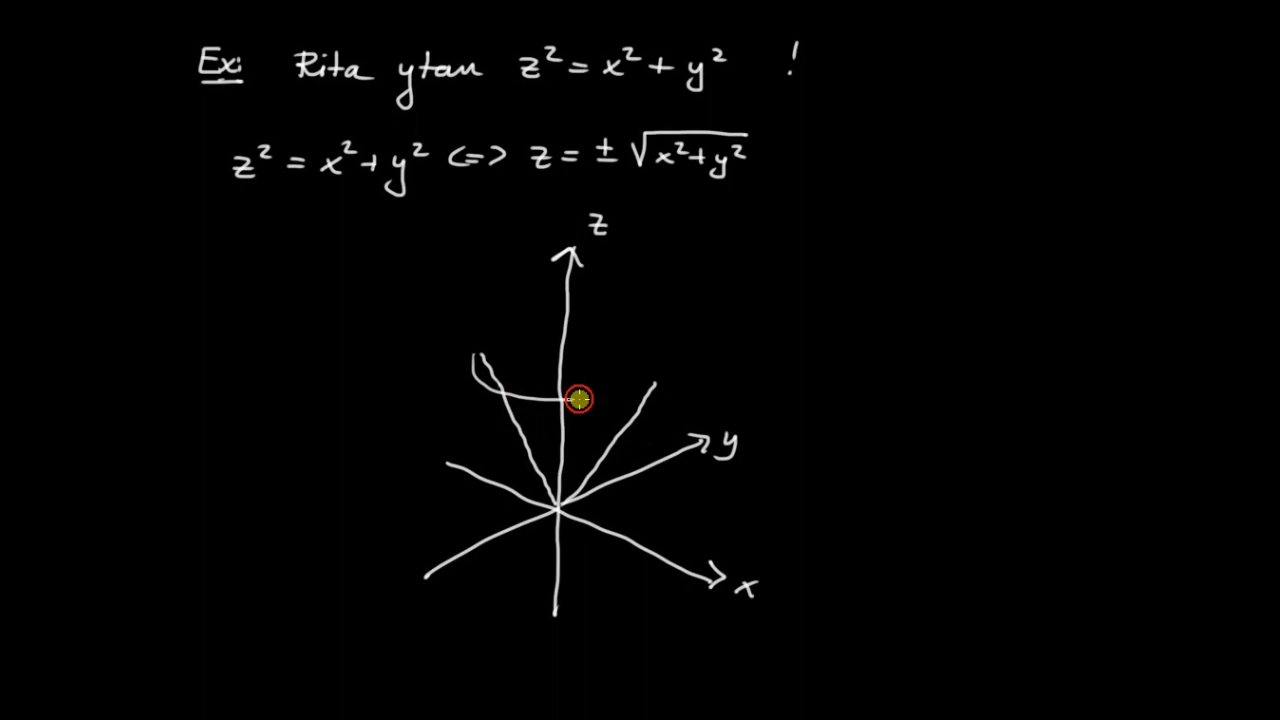 Ex: Rita ytan z² = x² + y² !
z² = x² + y² <=> z = ± √(x² + y²)
z
y
x